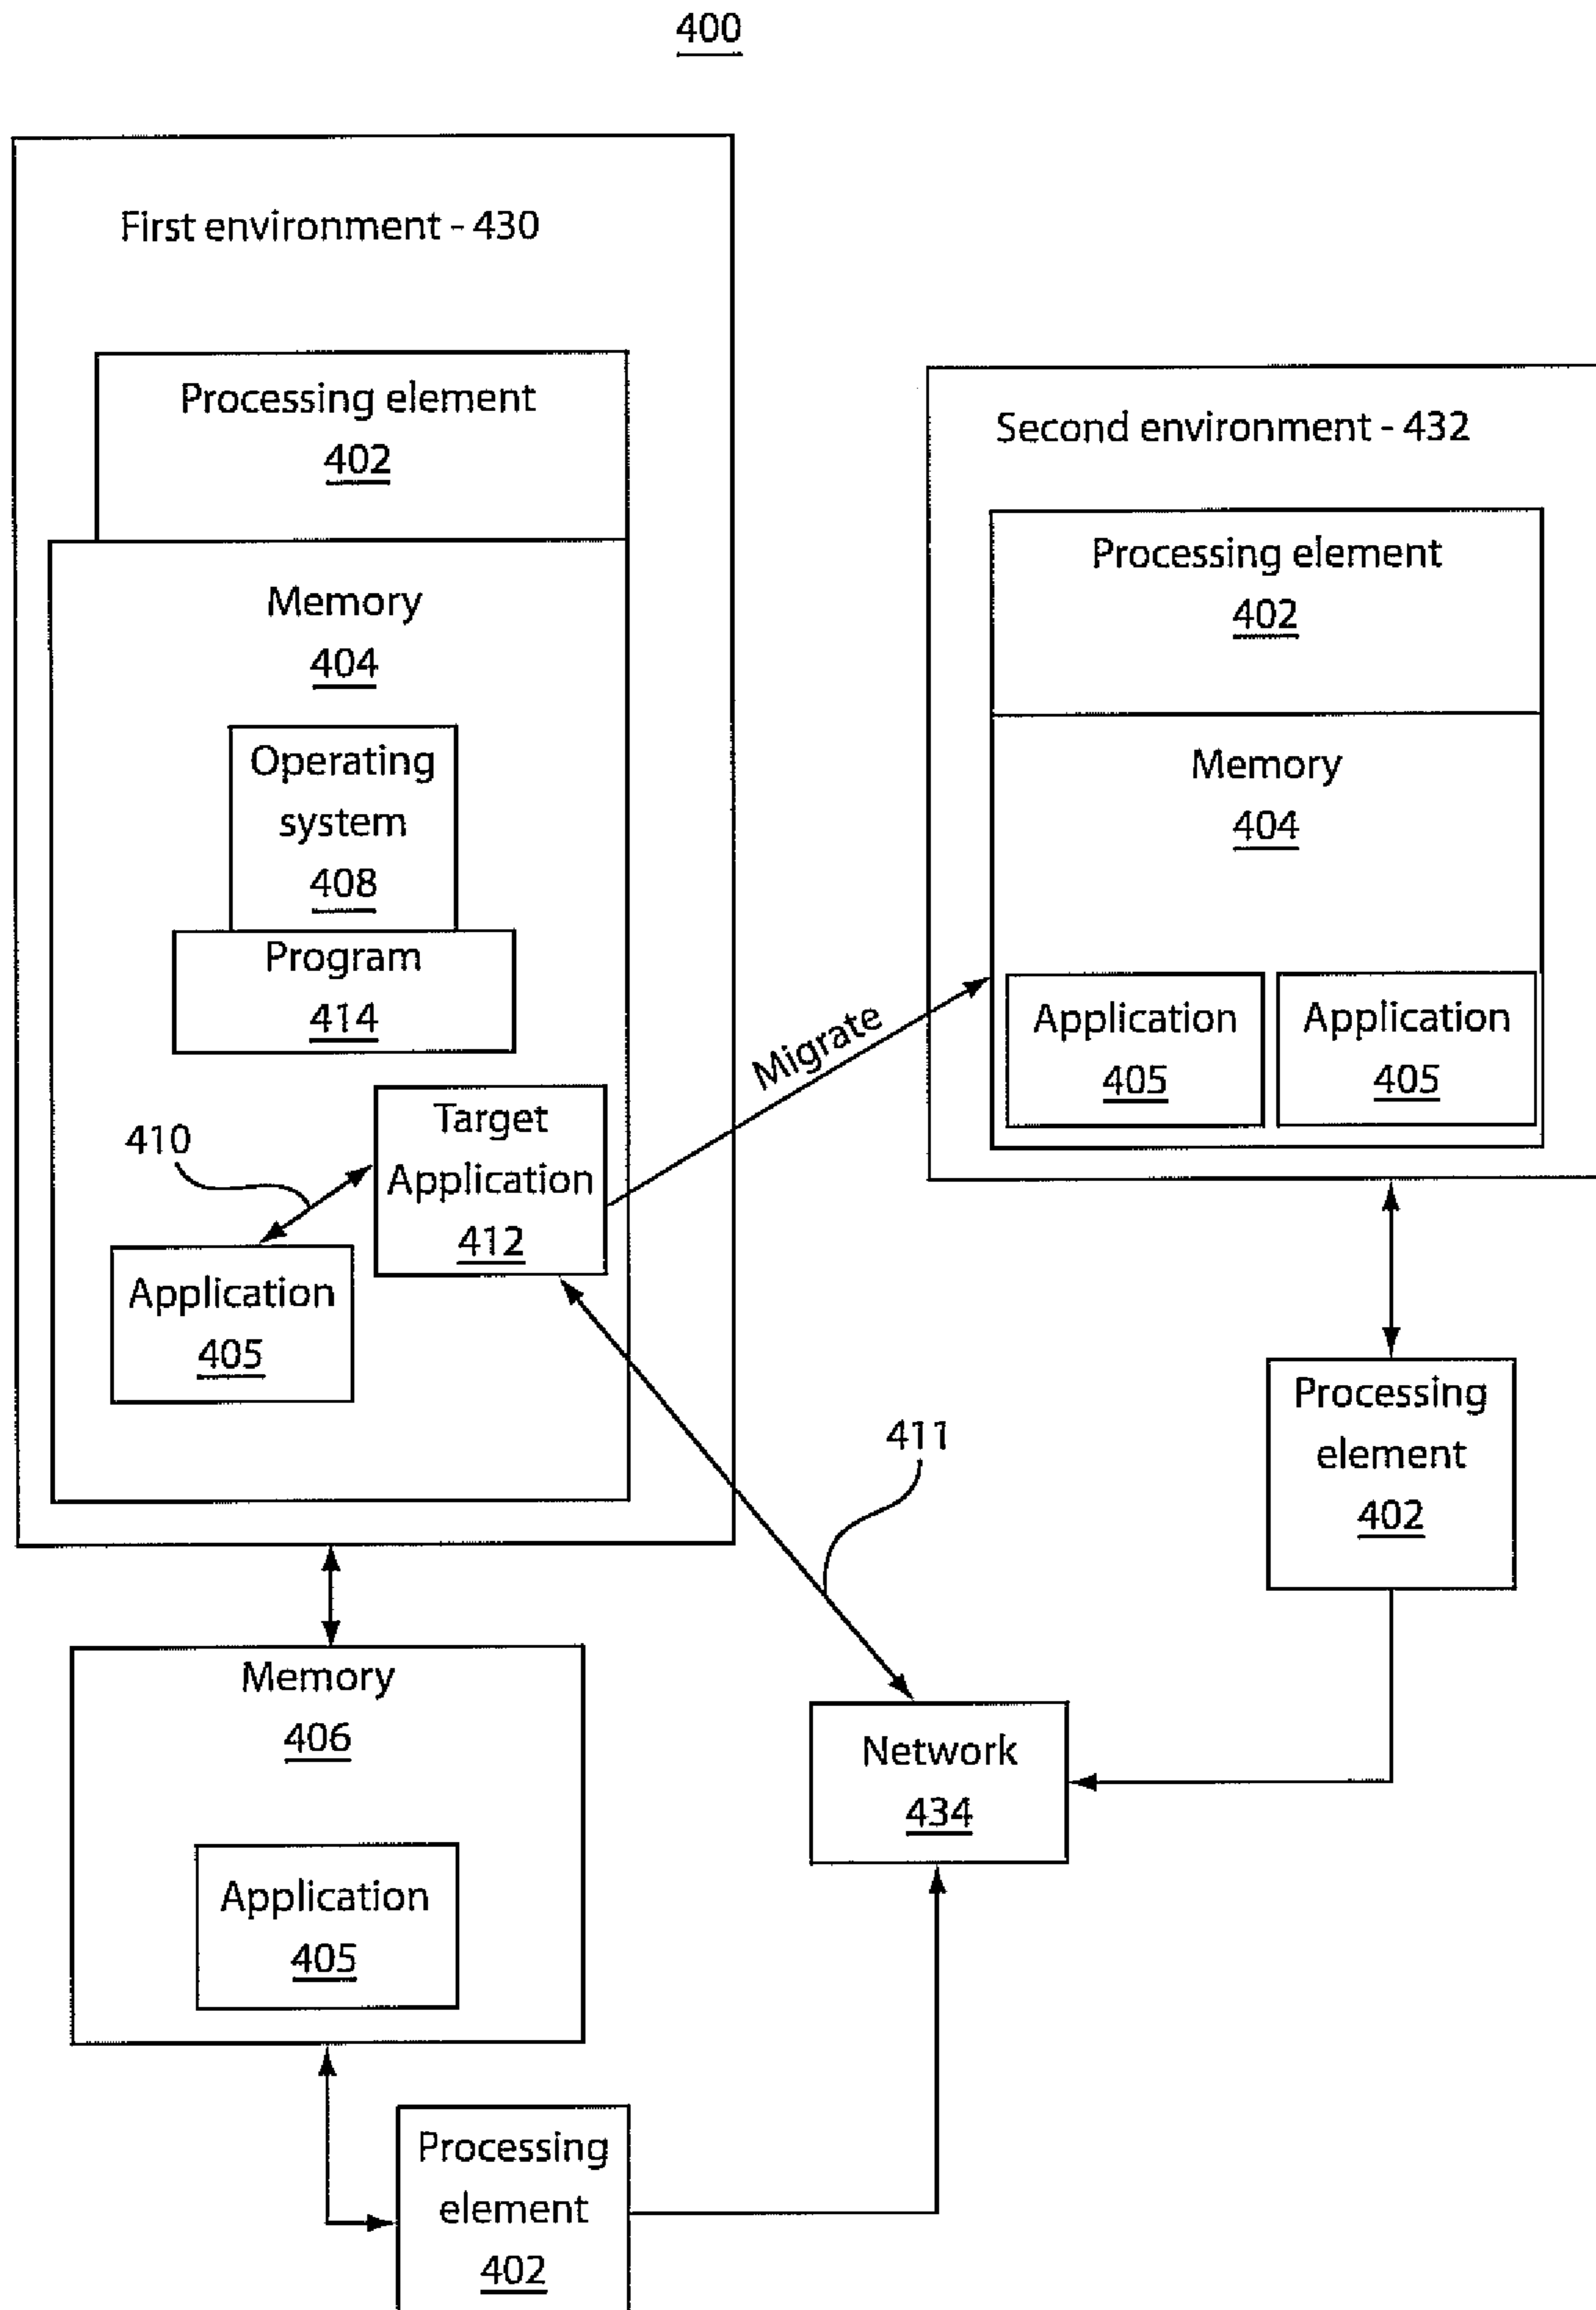 400
First environment - 430
Processing element
402
Memory
404
Operating
system
408
Program
414
410
Target
Application
412
Application
405
Migrate
Second environment - 432
Processing element
402
Memory
404
Application
405
Application
405
Processing
element
402
411
Network
434
Memory
406
Application
405
Processing
element
402